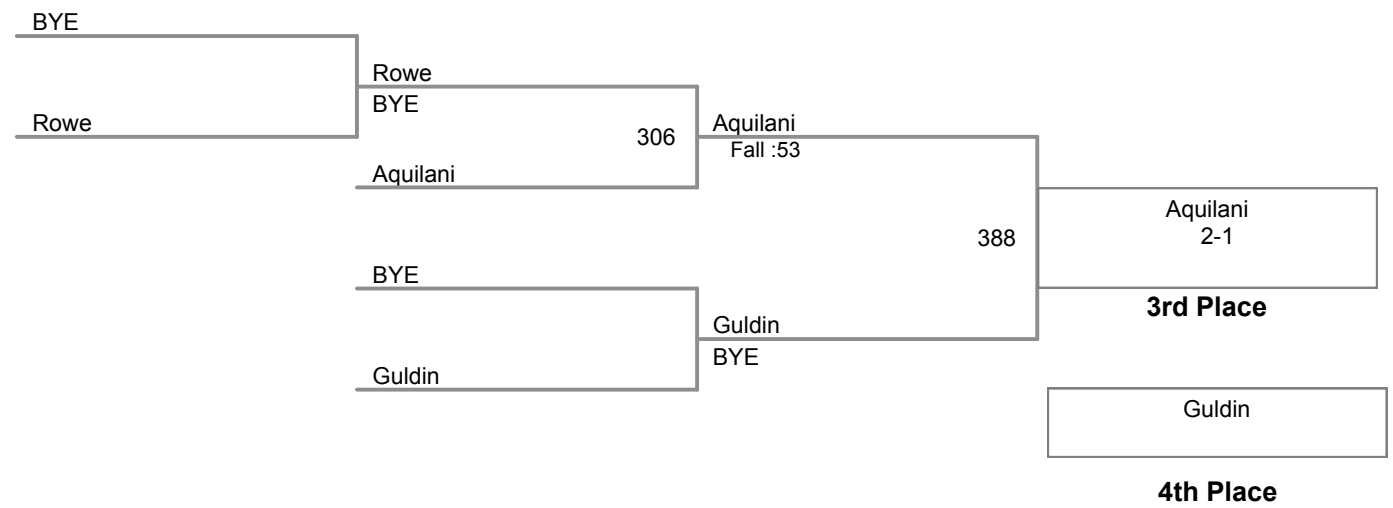 BYE
Rowe
Rowe
BYE
306
Aquilani
Fall :53
Aquilani
Aquilani
2-1
388
BYE
3rd Place
Guldin
BYE
Guldin
Guldin
4th Place